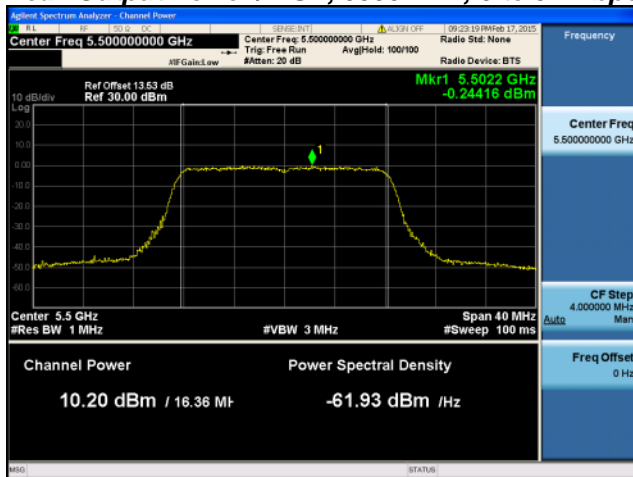 Agilent Spectrum Analyzer - Channel Power
RL RF 50 Ω DC SENSE:INT ALIGN OFF 09:23:19 PM Feb 17, 2015
Center Freq 5.500000000 GHz
Center Freq: 5.500000000 GHz
Radio Std: None
Trig: Free Run Avg|Hold: 100/100
#IFGain:Low
#Atten: 20 dB
Radio Device: BTS
Frequency
Mkr1 5.5022 GHz
-0.24416 dBm
Ref Offset 13.53 dB
10 dB/div Ref 30.00 dBm
Log
20.0
10.0
0.00
-10.0
-20.0
-30.0
-40.0
-50.0
-60.0
1
Center Freq
5.500000000 GHz
Center 5.5 GHz
Span 40 MHz
#Res BW 1 MHz
#VBW 3 MHz
#Sweep 100 ms
CF Step
4.000000 MHz
Auto Man
Freq Offset
0 Hz
Channel Power
Power Spectral Density
10.20 dBm / 16.36 MH
-61.93 dBm /Hz
MSG
STATUS